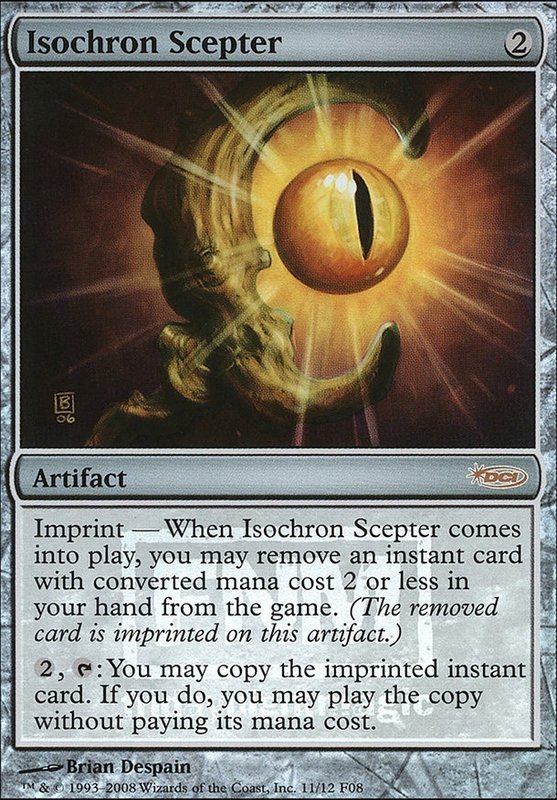 Isochron Scepter 2
B
06
Artifact DCI
Imprint — When Isochron Scepter comes
into play, you may remove an instant card
with converted mana cost 2 or less in
your hand from the game. (The removed
card is imprinted on this artifact.)
2, : You may copy the imprinted instant
card. If you do, you may play the copy
without paying its mana cost.
Brian Despain
™ & © 1993–2008 Wizards of the Coast, Inc. 11/12 F08